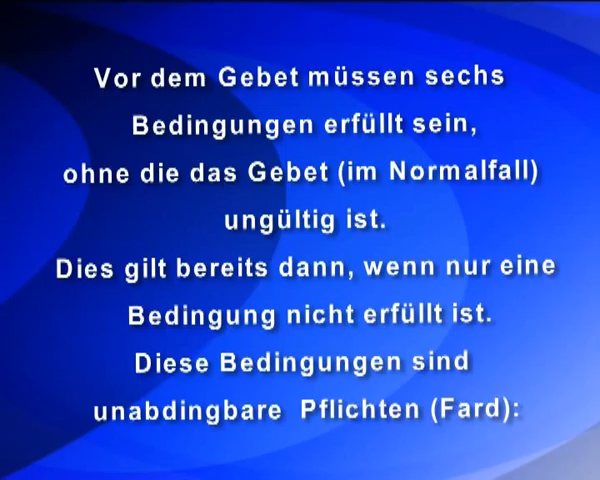 Vor dem Gebet müssen sechs
Bedingungen erfüllt sein,
ohne die das Gebet (im Normalfall)
ungültig ist.
Dies gilt bereits dann, wenn nur eine
Bedingung nicht erfüllt ist.
Diese Bedingungen sind
unabdingbare Pflichten (Fard):